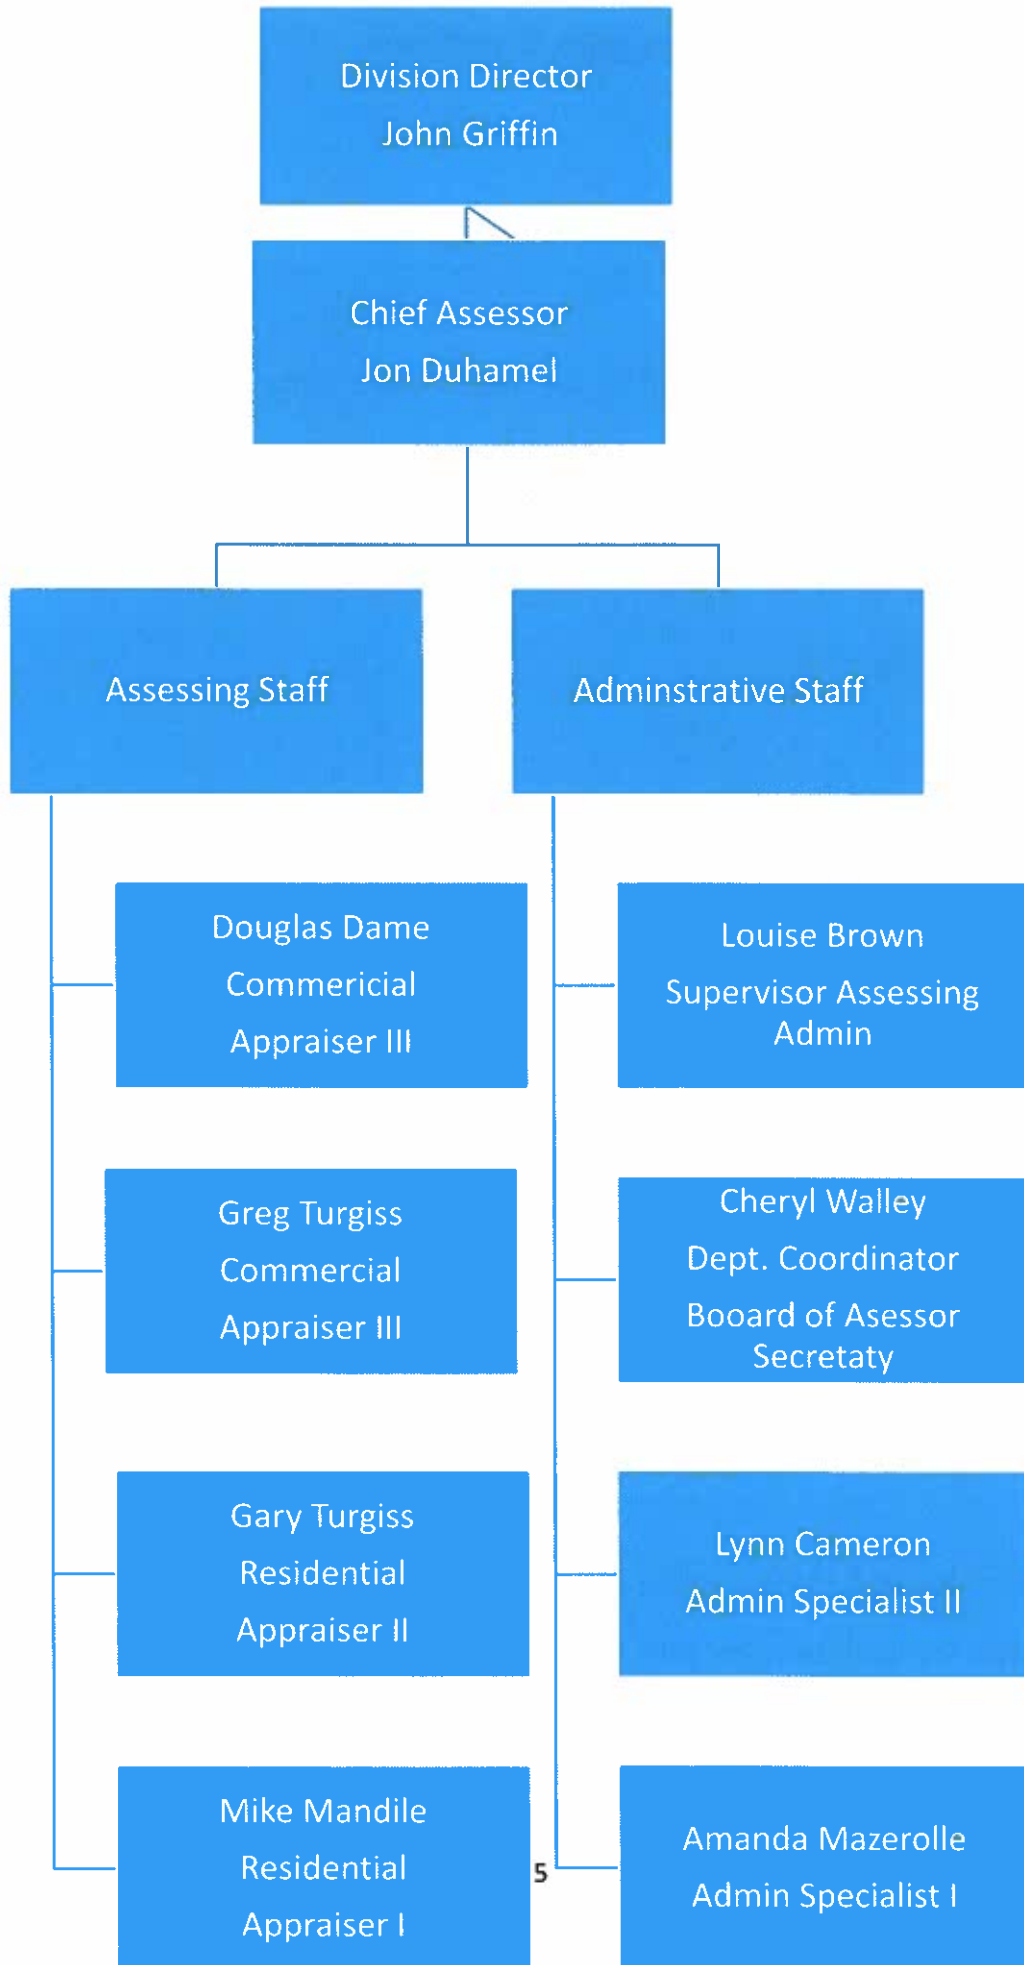 Division Director
John Griffin
Chief Assessor
Jon Duhamel
Assessing Staff
Adminstrative Staff
Douglas Dame
Commericial
Appraiser III
Louise Brown
Supervisor Assessing
Admin
Greg Turgiss
Commercial
Appraiser III
Cheryl Walley
Dept. Coordinator
Booard of Asessor
Secretaty
Gary Turgiss
Residential
Appraiser II
Lynn Cameron
Admin Specialist II
Mike Mandile
Residential
Appraiser I
Amanda Mazerolle
Admin Specialist I
5